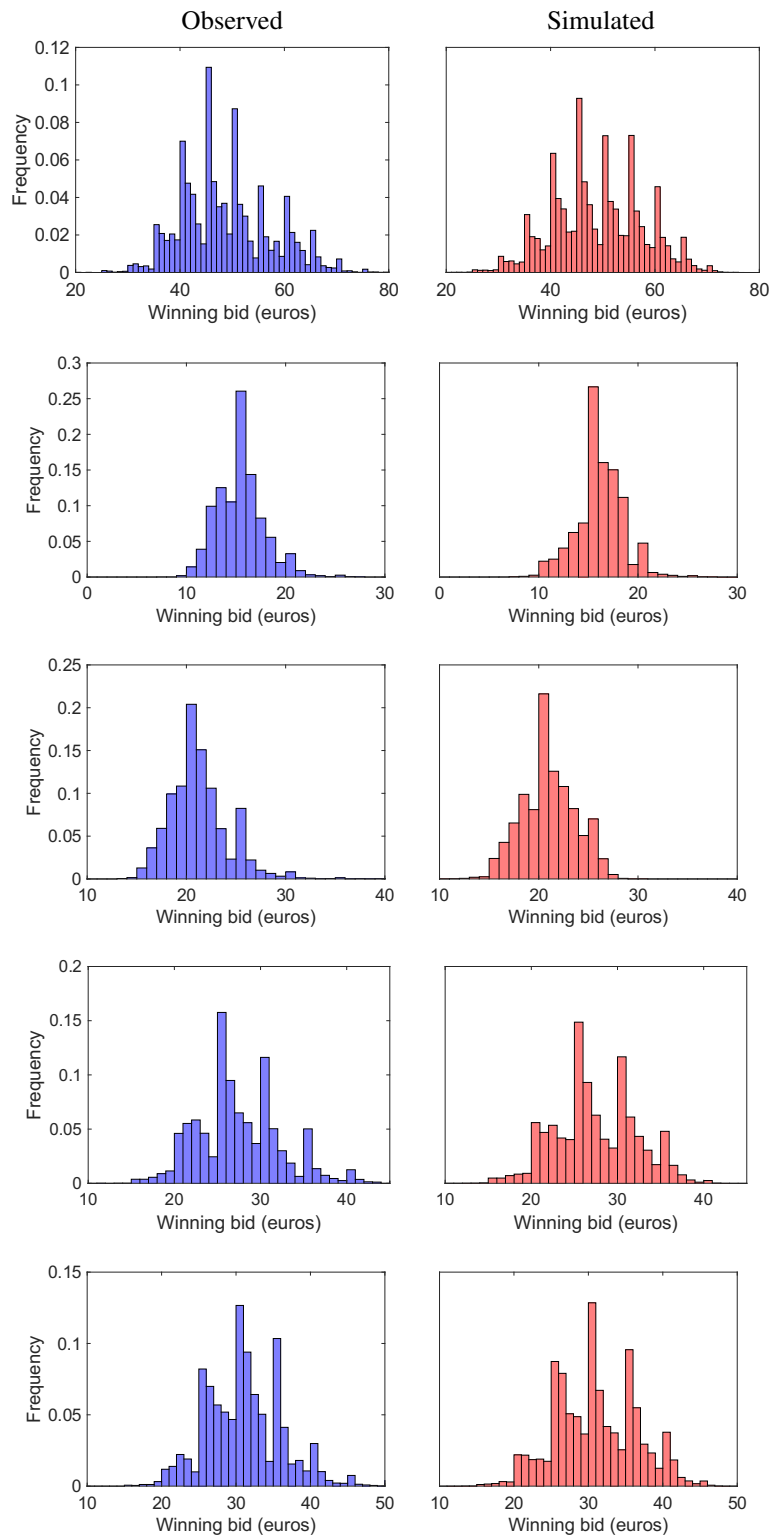 Observed Simulated
0.12
0.1
0.08
0.06
0.04
0.02
0
Frequency
20 40 60 80 20 40 60 80
Winning bid (euros) Winning bid (euros)
0.3
0.25
0.2
0.15
0.1
0.05
0
Frequency
0 10 20 30 0 10 20 30
Winning bid (euros) Winning bid (euros)
0.25
0.2
0.15
0.1
0.05
0
Frequency
10 20 30 40 10 20 30 40
Winning bid (euros) Winning bid (euros)
0.2
0.15
0.1
0.05
0
Frequency
10 20 30 40 10 20 30 40
Winning bid (euros) Winning bid (euros)
0.15
0.1
0.05
0
Frequency
10 20 30 40 50 10 20 30 40 50
Winning bid (euros) Winning bid (euros)